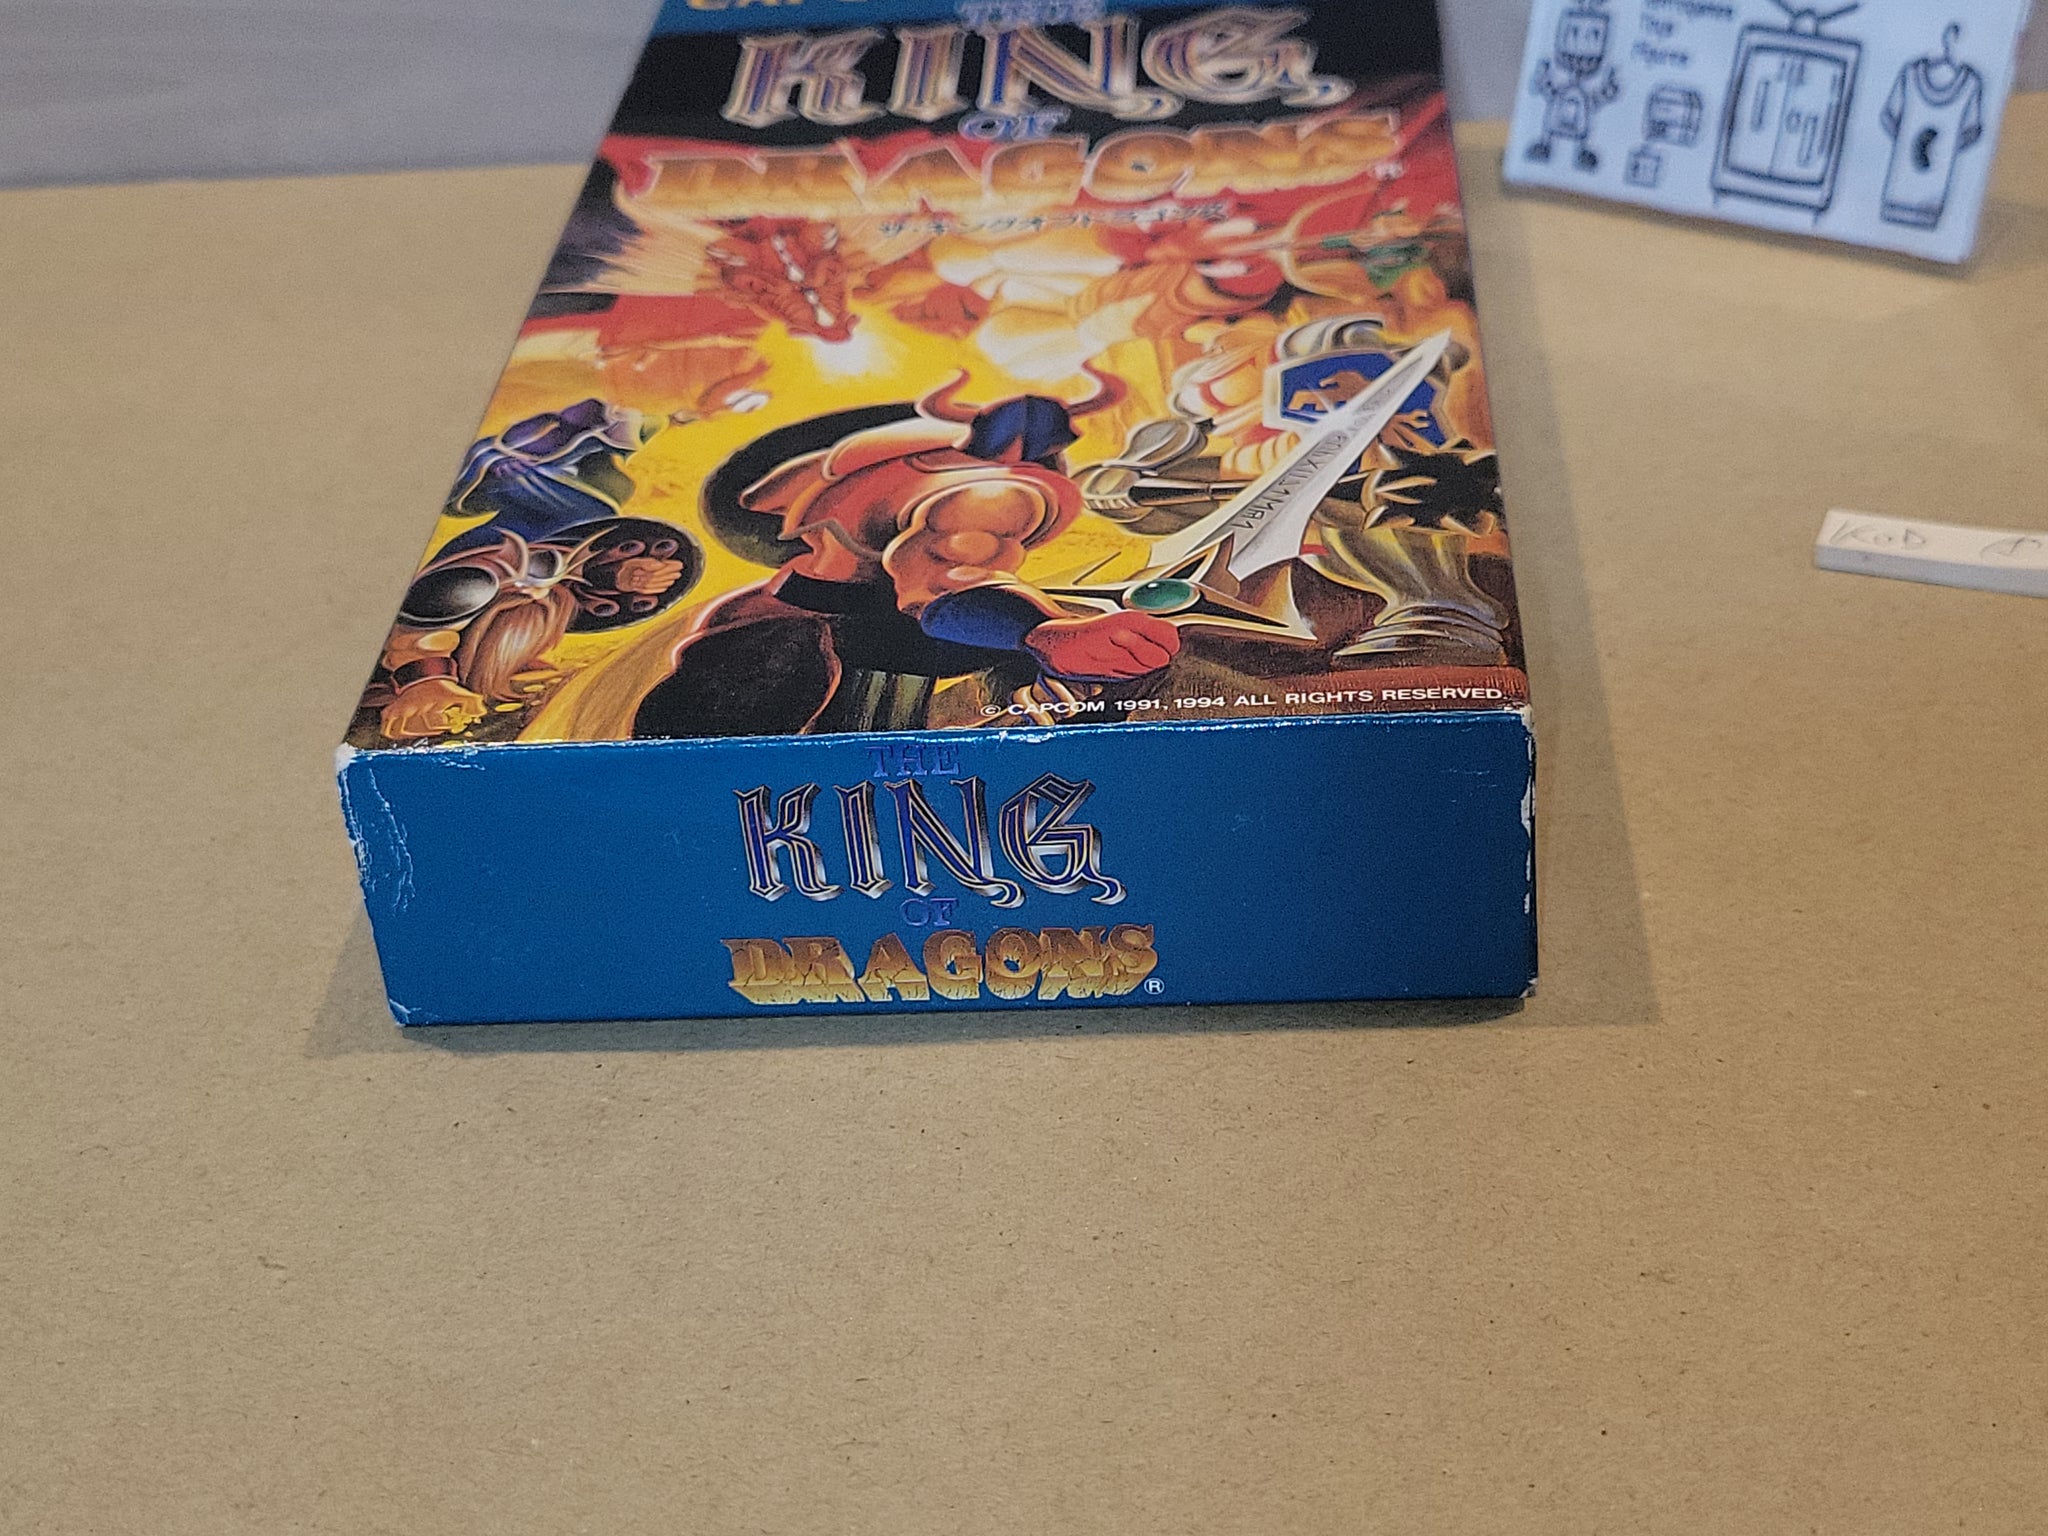 THE
KING
OF
DRAGONS®
ザ・キングオブドラゴンズ
© CAPCOM 1991, 1994 ALL RIGHTS RESERVED.
THE
KING
OF
DRAGONS®